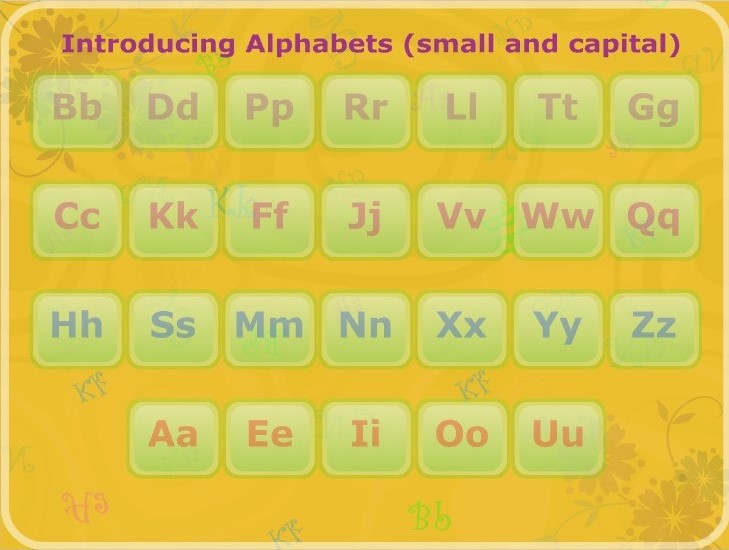 Introducing Alphabets (small and capital)
Bb Dd Pp Rr Ll Tt Gg
Cc Kk Ff Jj Vv Ww Qq
Hh Ss Mm Nn Xx Yy Zz
Aa Ee Ii Oo Uu
Bb